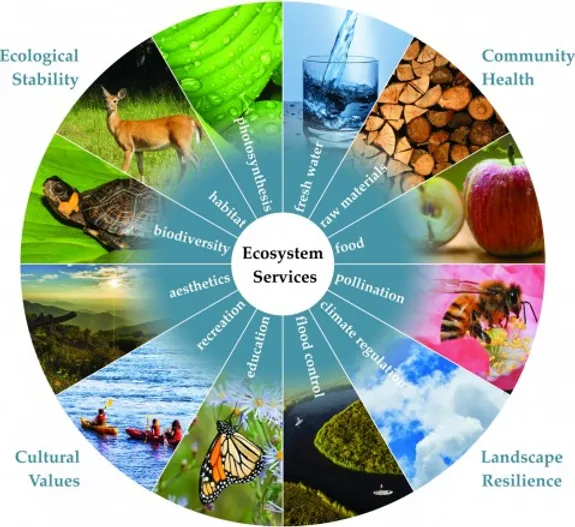 Ecological
Stability
Community
Health
photosynthesis
fresh water
habitat
raw materials
biodiversity
food
Ecosystem
Services
aesthetics
pollination
recreation
climate regulation
education
flood control
Cultural
Values
Landscape
Resilience